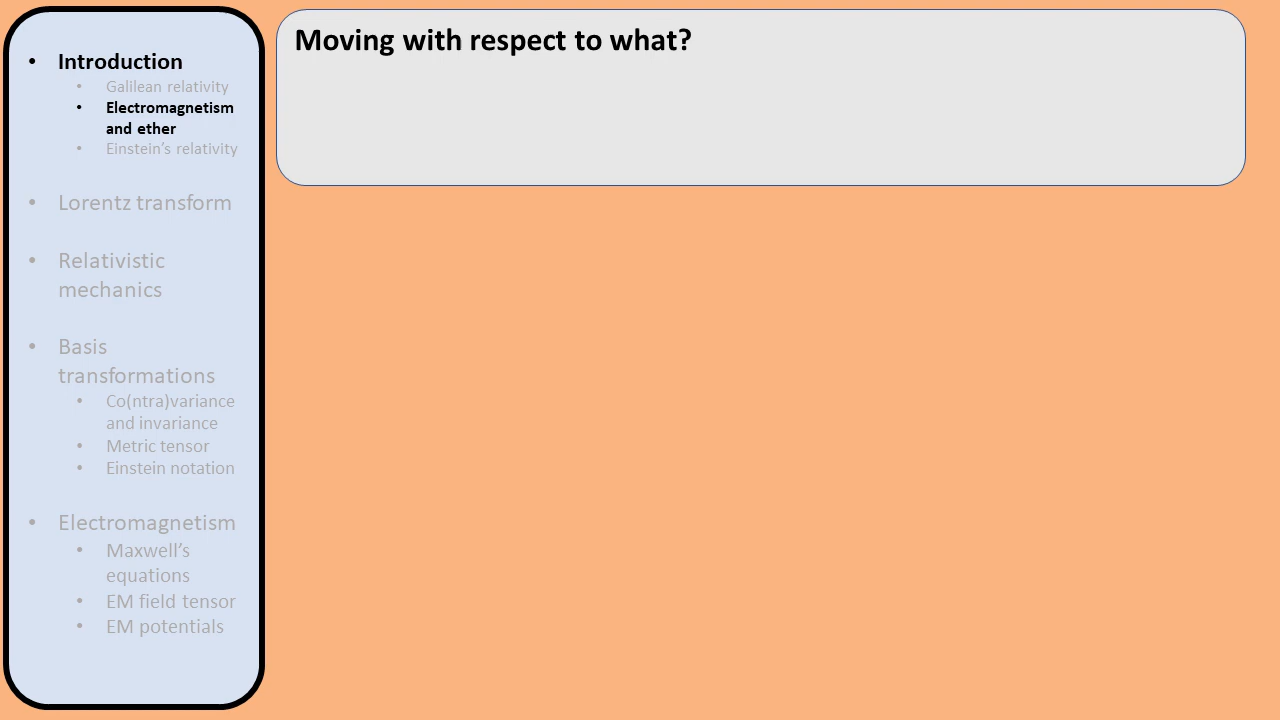 Moving with respect to what?
• Introduction
• Galilean relativity
• Electromagnetism
and ether
• Einstein's relativity
• Lorentz transform
• Relativistic
mechanics
• Basis
transformations
• Co(ntra)variance
and invariance
• Metric tensor
• Einstein notation
• Electromagnetism
• Maxwell's
equations
• EM field tensor
• EM potentials